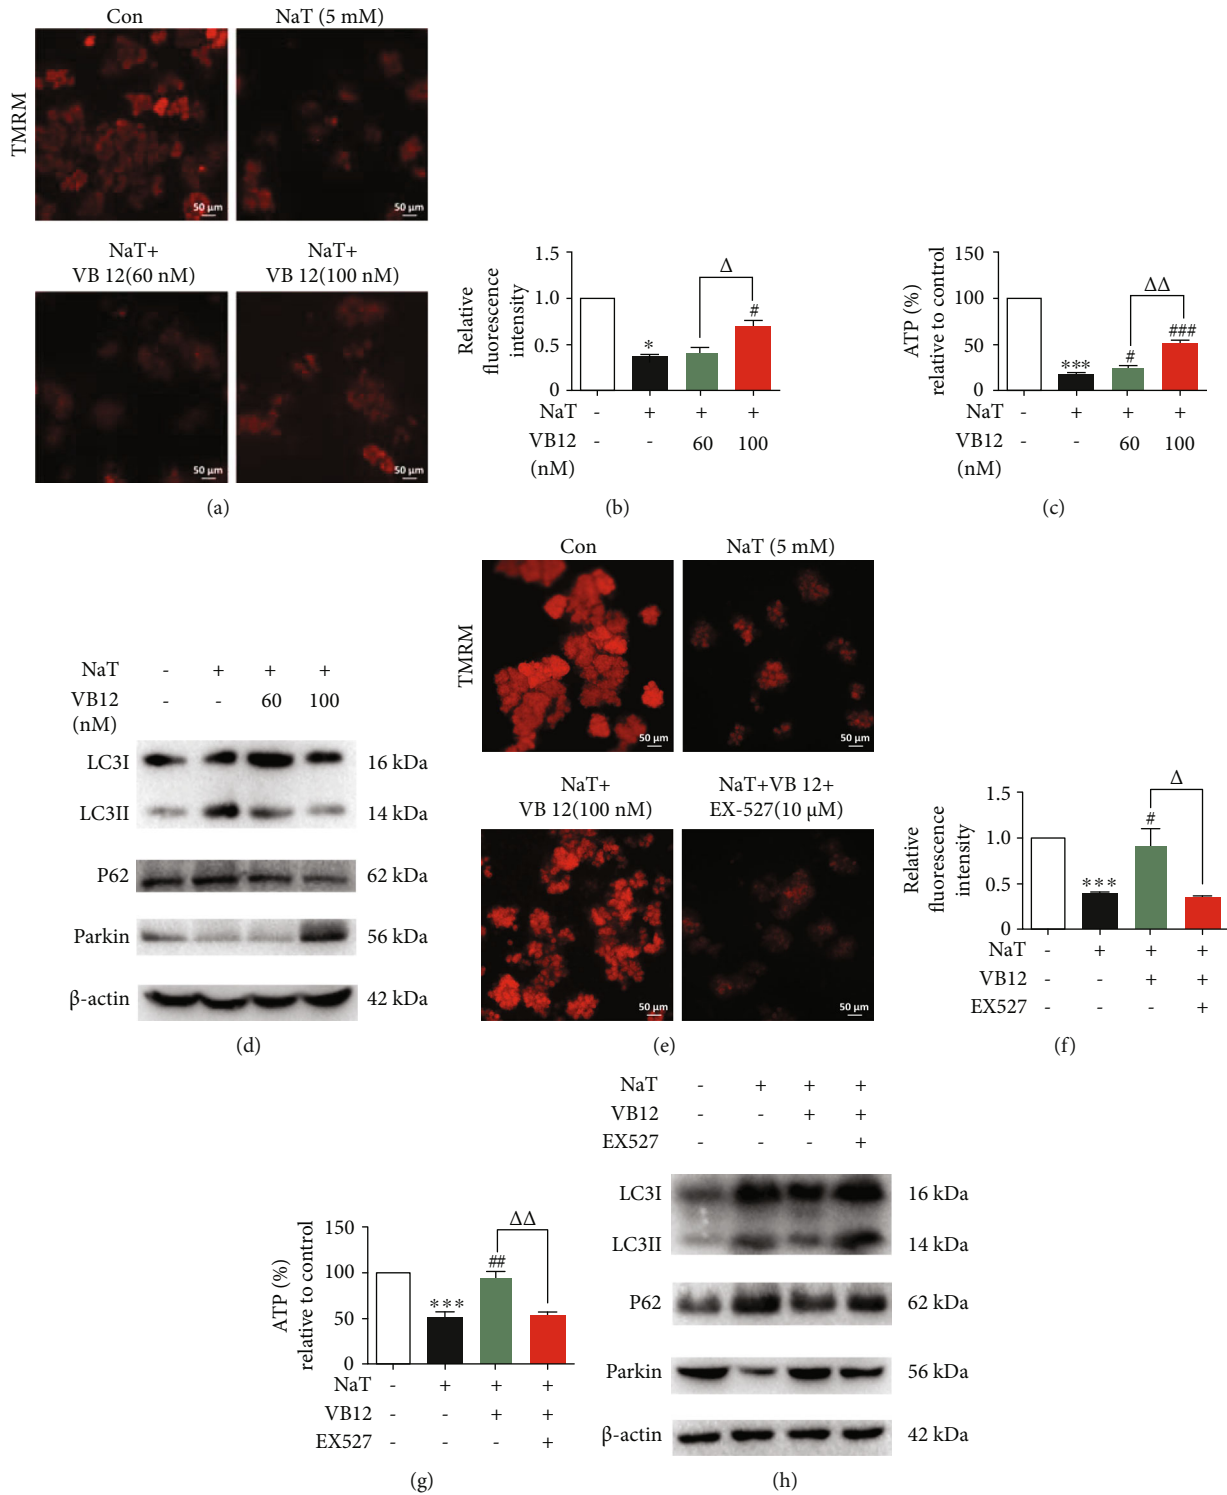 Con NaT (5 mM)
TMRM
50 µm 50 µm
NaT+ NaT+
VB 12(60 nM) VB 12(100 nM)
50 µm 50 µm
(a)
Relative
fluorescence
intensity
1.5
1.0
0.5
0
* # Δ
NaT - + + +
VB12 - - 60 100
(nM)
(b)
ATP (%)
relative to control
150
100
50
0
*** # ### ΔΔ
NaT - + + +
VB12 - - 60 100
(nM)
(c)
NaT - + + +
VB12 - - 60 100
(nM)
LC3I 16 kDa
LC3II 14 kDa
P62 62 kDa
Parkin 56 kDa
β-actin 42 kDa
(d)
Con NaT (5 mM)
TMRM
50 µm 50 µm
NaT+ NaT+VB 12+
VB 12(100 nM) EX-527(10 µM)
50 µm 50 µm
(e)
Relative
fluorescence
intensity
1.5
1.0
0.5
0
*** # Δ
NaT - + + +
VB12 - - + +
EX527 - - - +
(f)
ATP (%)
relative to control
150
100
50
0
*** ## ΔΔ
NaT - + + +
VB12 - - + +
EX527 - - - +
(g)
NaT - + + +
VB12 - - + +
EX527 - - - +
LC3I 16 kDa
LC3II 14 kDa
P62 62 kDa
Parkin 56 kDa
β-actin 42 kDa
(h)